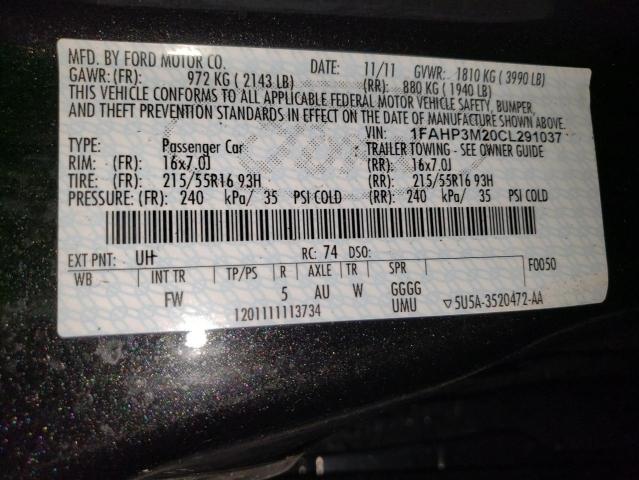 MFD. BY FORD MOTOR CO. DATE: 11/11 GVWR: 1810 KG ( 3990 LB)
GAWR: (FR): 972 KG ( 2143 LB) (RR): 880 KG ( 1940 LB)
THIS VEHICLE CONFORMS TO ALL APPLICABLE FEDERAL MOTOR VEHICLE SAFETY, BUMPER,
AND THEFT PREVENTION STANDARDS IN EFFECT ON THE DATE OF MANUFACTURE SHOWN ABOVE.
VIN: 1FAHP3M20CL291037
TYPE: Passenger Car TRAILER TOWING - SEE OWNER GUIDE
RIM: (FR): 16x7.0J (RR): 16x7.0J
TIRE: (FR): 215/55R16 93H (RR): 215/55R16 93H
PRESSURE: (FR): 240 kPa/ 35 PSI COLD (RR): 240 kPa/ 35 PSI COLD
EXT PNT: UH RC: 74 DSO: F0050
WB INT TR TP/PS R AXLE TR SPR
FW 5 AU W GGGG
1201111113734 UMU ▽5U5A-3520472-AA